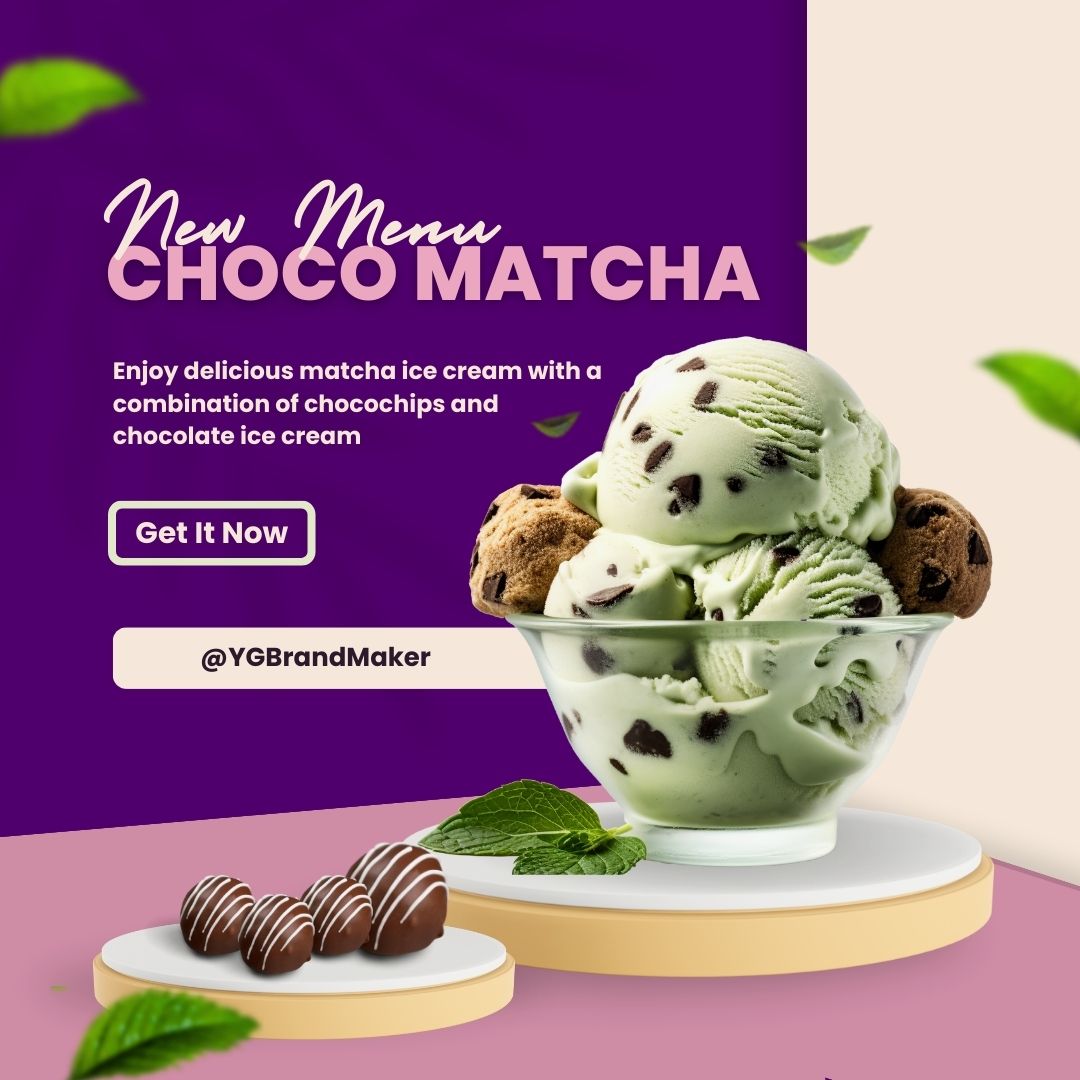 New Menu
CHOCO MATCHA
Enjoy delicious matcha ice cream with a
combination of chocochips and
chocolate ice cream
Get It Now
@YGBrandMaker